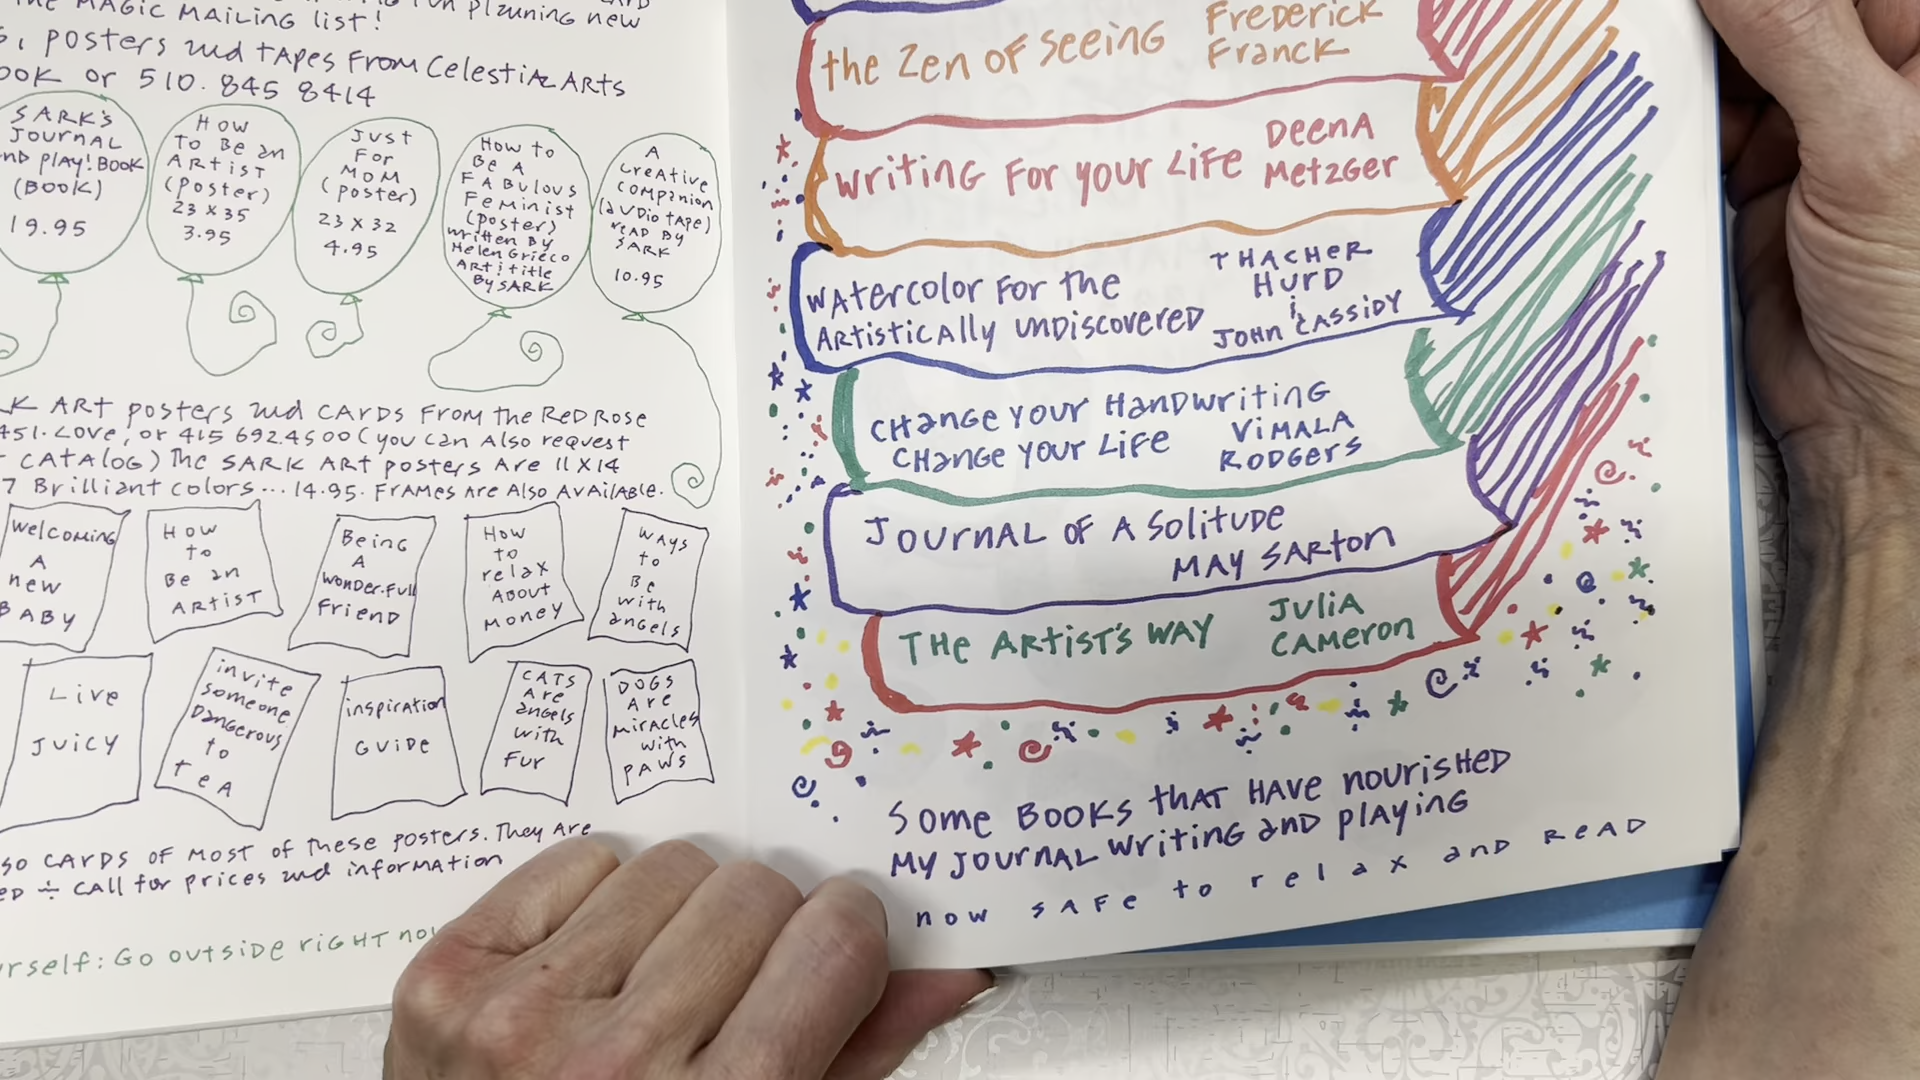 THE MAGIC MAILING LIST!
planning new
, POSTERS and TAPES FROM Celestial ARTS
OOK or 510. 845 8414
SARK'S
JOURNAL
ND PLAY! BOOK
(BOOK)
19.95
HOW
TO Be an
ARTIST
(POSTER)
23 X 35
3.95
JUST
FOR
MOM
(POSTER)
23 X 32
4.95
HOW TO
BE A
FABULOUS
FEMINIST
(POSTER)
WRITTEN BY
Helen Grieco
ART ; title
BY SARK
A
creative
companion
(AUDIO TAPE)
READ BY
SARK
10.95
K ART POSTERS and CARDS FROM the RED ROSE
451. LOVE, or 415 692.4500 (you can Also request
CATALOG) The SARK ART POSTERS Are 11 X 14
7 Brilliant colors... 14.95. FRAMES Are Also AVAILABLE.
welcoming
A
new
BABY
HOW
to
Be an
ARTIST
Being
A
wonder.full
friend
HOW
to
relax
ABOUT
MONEY
WAYS
to
Be
with
angels
Live
JUICY
invite
someone
Dangerous
to
teA
inspiration
GUIDE
CATS
Are
angels
with
Fur
DOGS
Are
miracles
with
PAWS
so CARDS of most of these posters. They Are
ED ÷ CALL for prices and information
rself: Go outside riGHT now
the Zen of Seeing Frederick
Franck
writing For your Life Deena
Metzger
Watercolor for the
Artistically undiscovered
THACHER
HURD
;
JOHN CASSIDY
Change your Handwriting
Change your Life
VIMALA
RODGERS
JOURNAL OF A Solitude
MAY SARTON
THE ARTIST'S WAY
Julia
CAMERON
Some BOOKS that HAVE nourished
MY JOURNAL Writing and playing
now SAFe to relax and READ